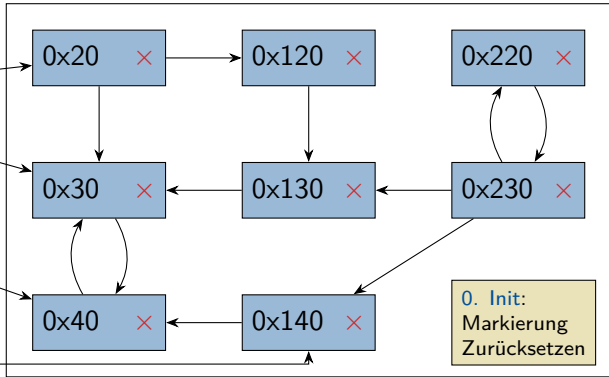 0x20 × 0x120 × 0x220 ×
0x30 × 0x130 × 0x230 ×
0x40 × 0x140 ×
0. Init:
Markierung
Zurücksetzen